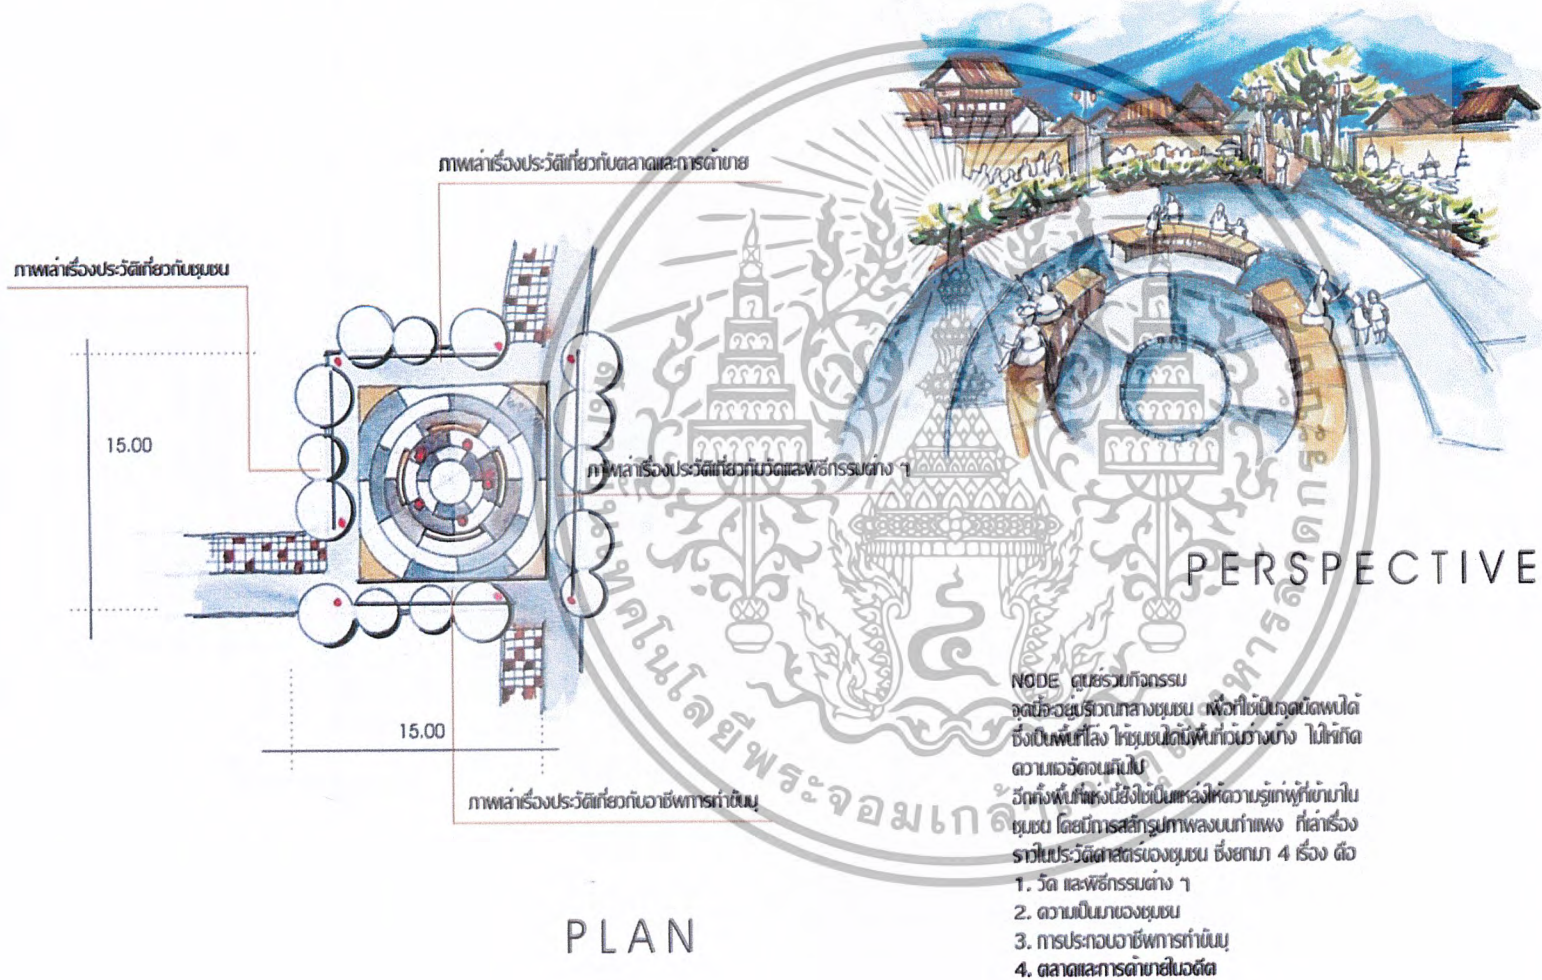 ภาพเล่าเรื่องประวัติเกี่ยวกับตลาดและการค้าขาย
ภาพเล่าเรื่องประวัติเกี่ยวกับชุมชน
15.00
ภาพเล่าเรื่องประวัติเกี่ยวกับวัดและพิธีกรรมต่าง ๆ
15.00
ภาพเล่าเรื่องประวัติเกี่ยวกับอาชีพการทำขันบุ
PLAN
PERSPECTIVE
NODE ศูนย์รวมกิจกรรม
จุดนี้จะอยู่บริเวณกลางชุมชน เพื่อที่ใช้เป็นจุดนัดพบได้
ซึ่งเป็นพื้นที่โล่ง ให้ชุมชนได้มีพื้นที่เว้นว่างบ้าง ไม่ให้เกิด
ความแออัดจนเกินไป
อีกทั้งพื้นที่แห่งนี้ยังใช้เป็นแหล่งให้ความรู้แก่ผู้ที่เข้ามาใน
ชุมชน โดยมีการสลักรูปภาพลงบนกำแพง ที่เล่าเรื่อง
ราวในประวัติศาสตร์ของชุมชน ซึ่งยกมา 4 เรื่อง คือ
1. วัด และพิธีกรรมต่าง ๆ
2. ความเป็นมาของชุมชน
3. การประกอบอาชีพการทำขันบุ
4. ตลาดและการค้าขายในอดีต